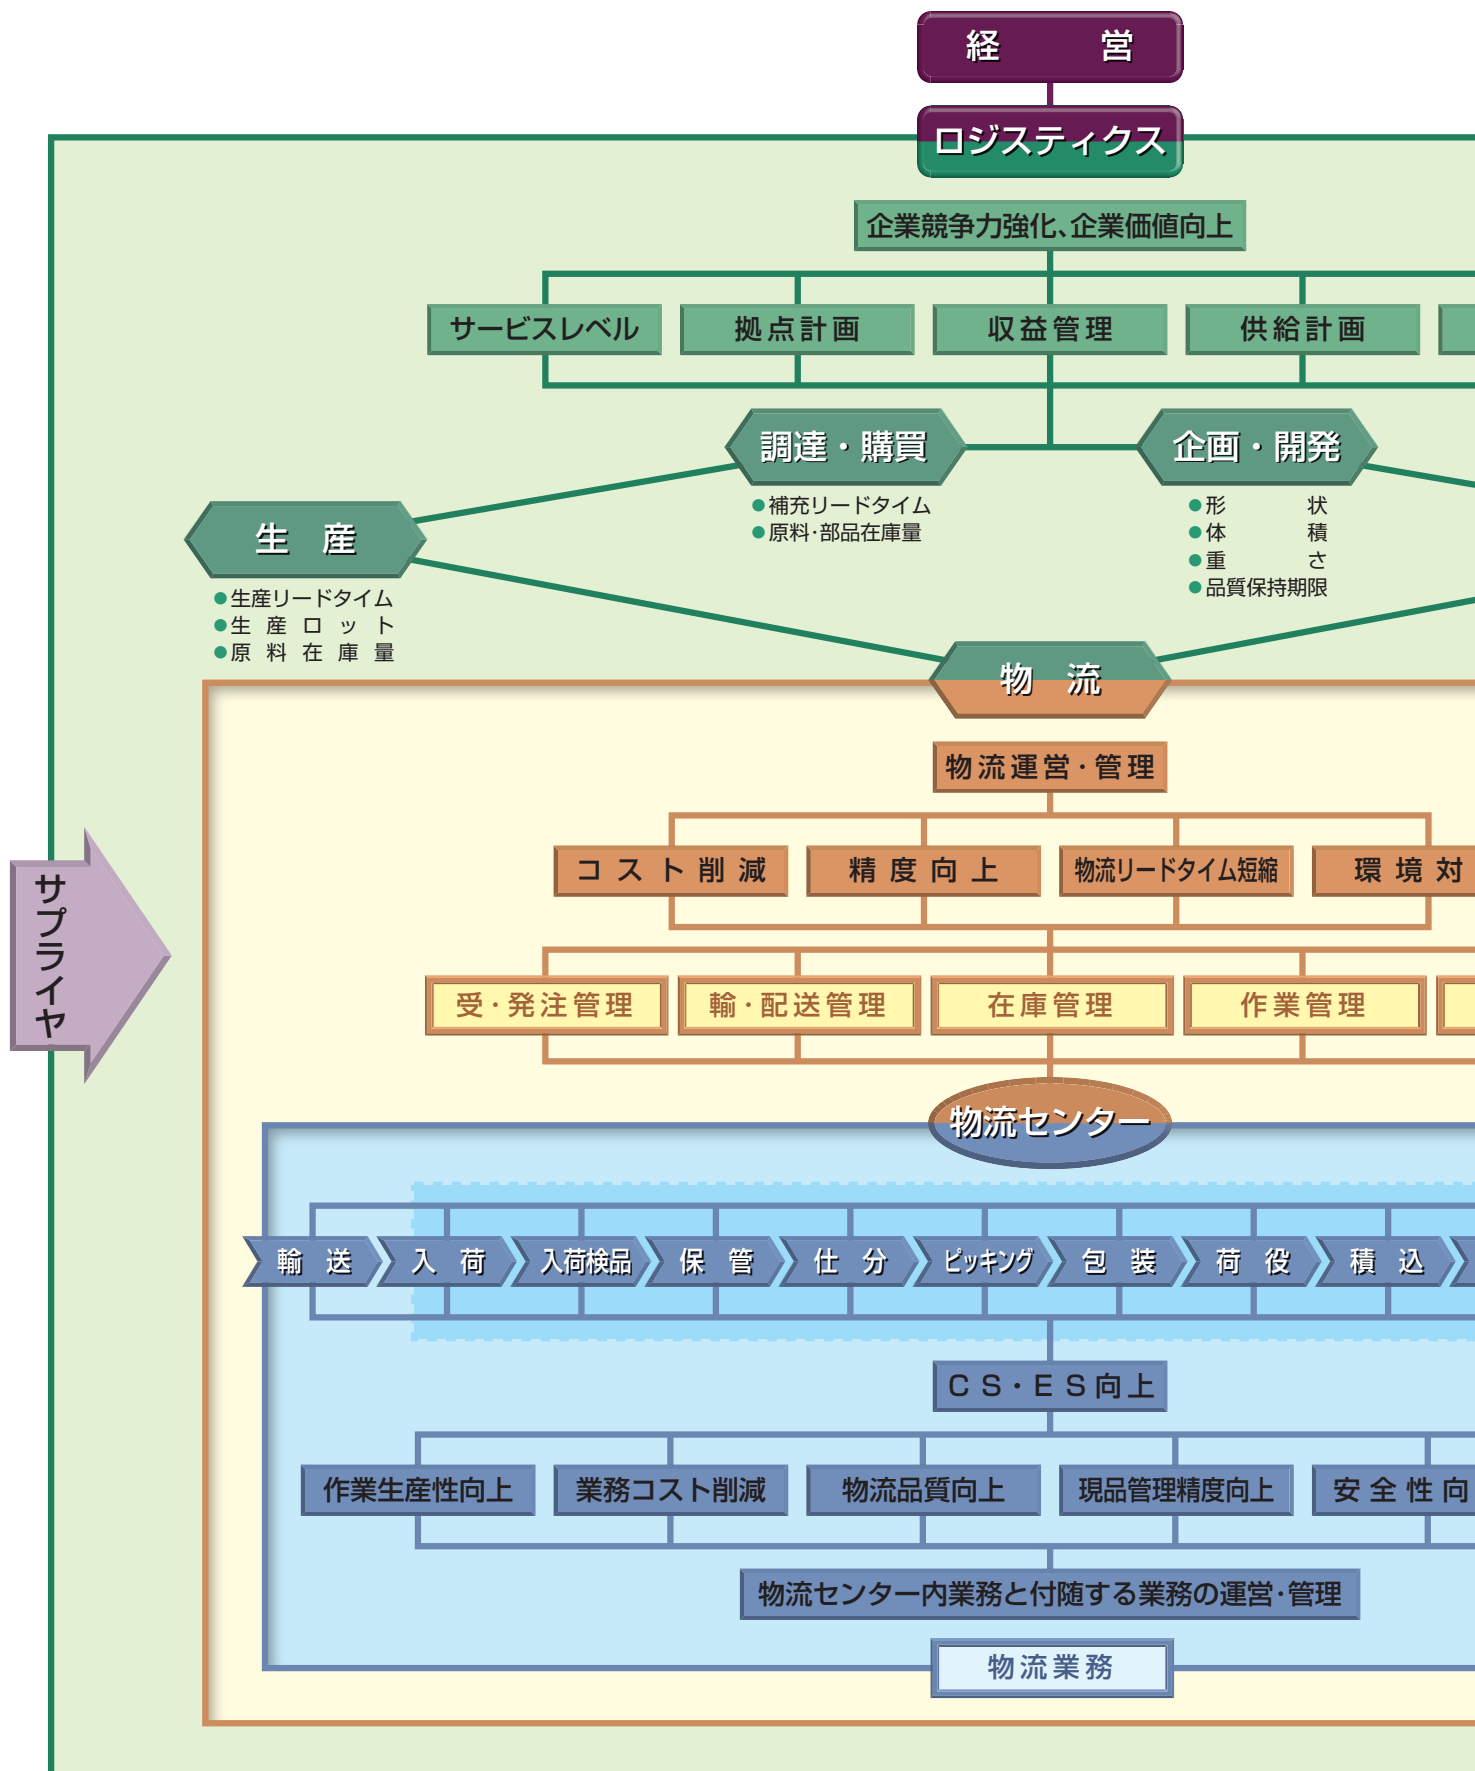 経 営
ロジスティクス
企業競争力強化、企業価値向上
サービスレベル 拠点計画 収益管理 供給計画
調達・購買 企画・開発
●補充リードタイム
●原料・部品在庫量
●形 状
●体 積
●重 さ
●品質保持期限
生 産
●生産リードタイム
●生産ロット
●原料在庫量
物 流
物流運営・管理
コスト削減 精度向上 物流リードタイム短縮 環境対
サプライヤ
受・発注管理 輸・配送管理 在庫管理 作業管理
物流センター
輸送 入荷 入荷検品 保管 仕分 ピッキング 包装 荷役 積込
CS・ES向上
作業生産性向上 業務コスト削減 物流品質向上 現品管理精度向上 安全性向
物流センター内業務と付随する業務の運営・管理
物流業務